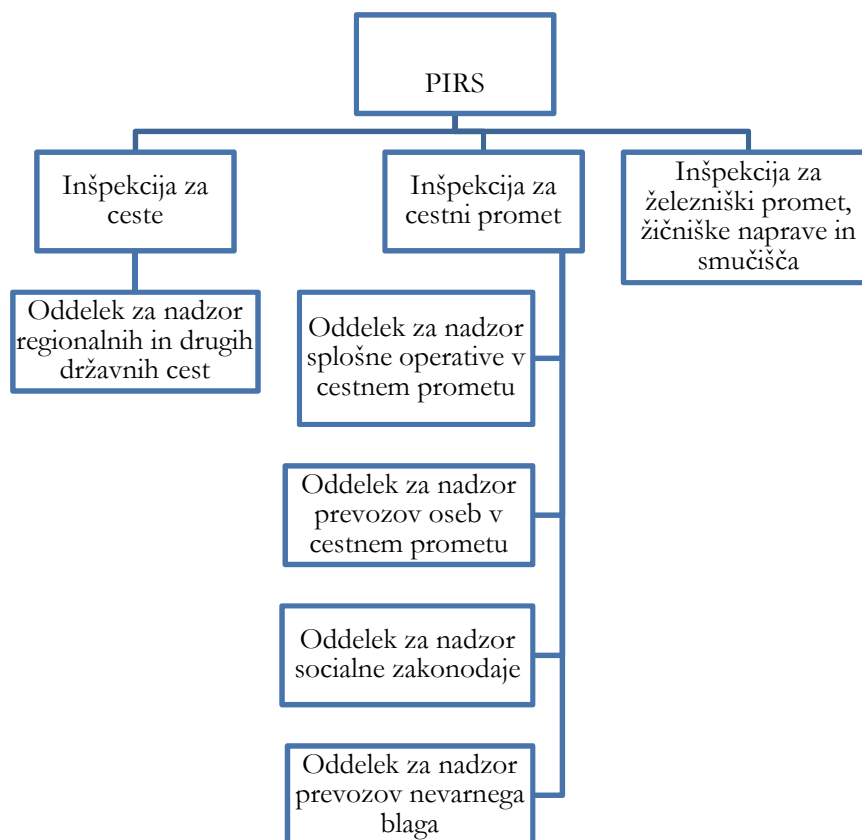 PIRS
Inšpekcija za
ceste
Inšpekcija za
cestni promet
Inšpekcija za
železniški promet,
žičniške naprave in
smučišča
Oddelek za nadzor
regionalnih in drugih
državnih cest
Oddelek za nadzor
splošne operative v
cestnem prometu
Oddelek za nadzor
prevozov oseb v
cestnem prometu
Oddelek za nadzor
socialne zakonodaje
Oddelek za nadzor
prevozov nevarnega
blaga